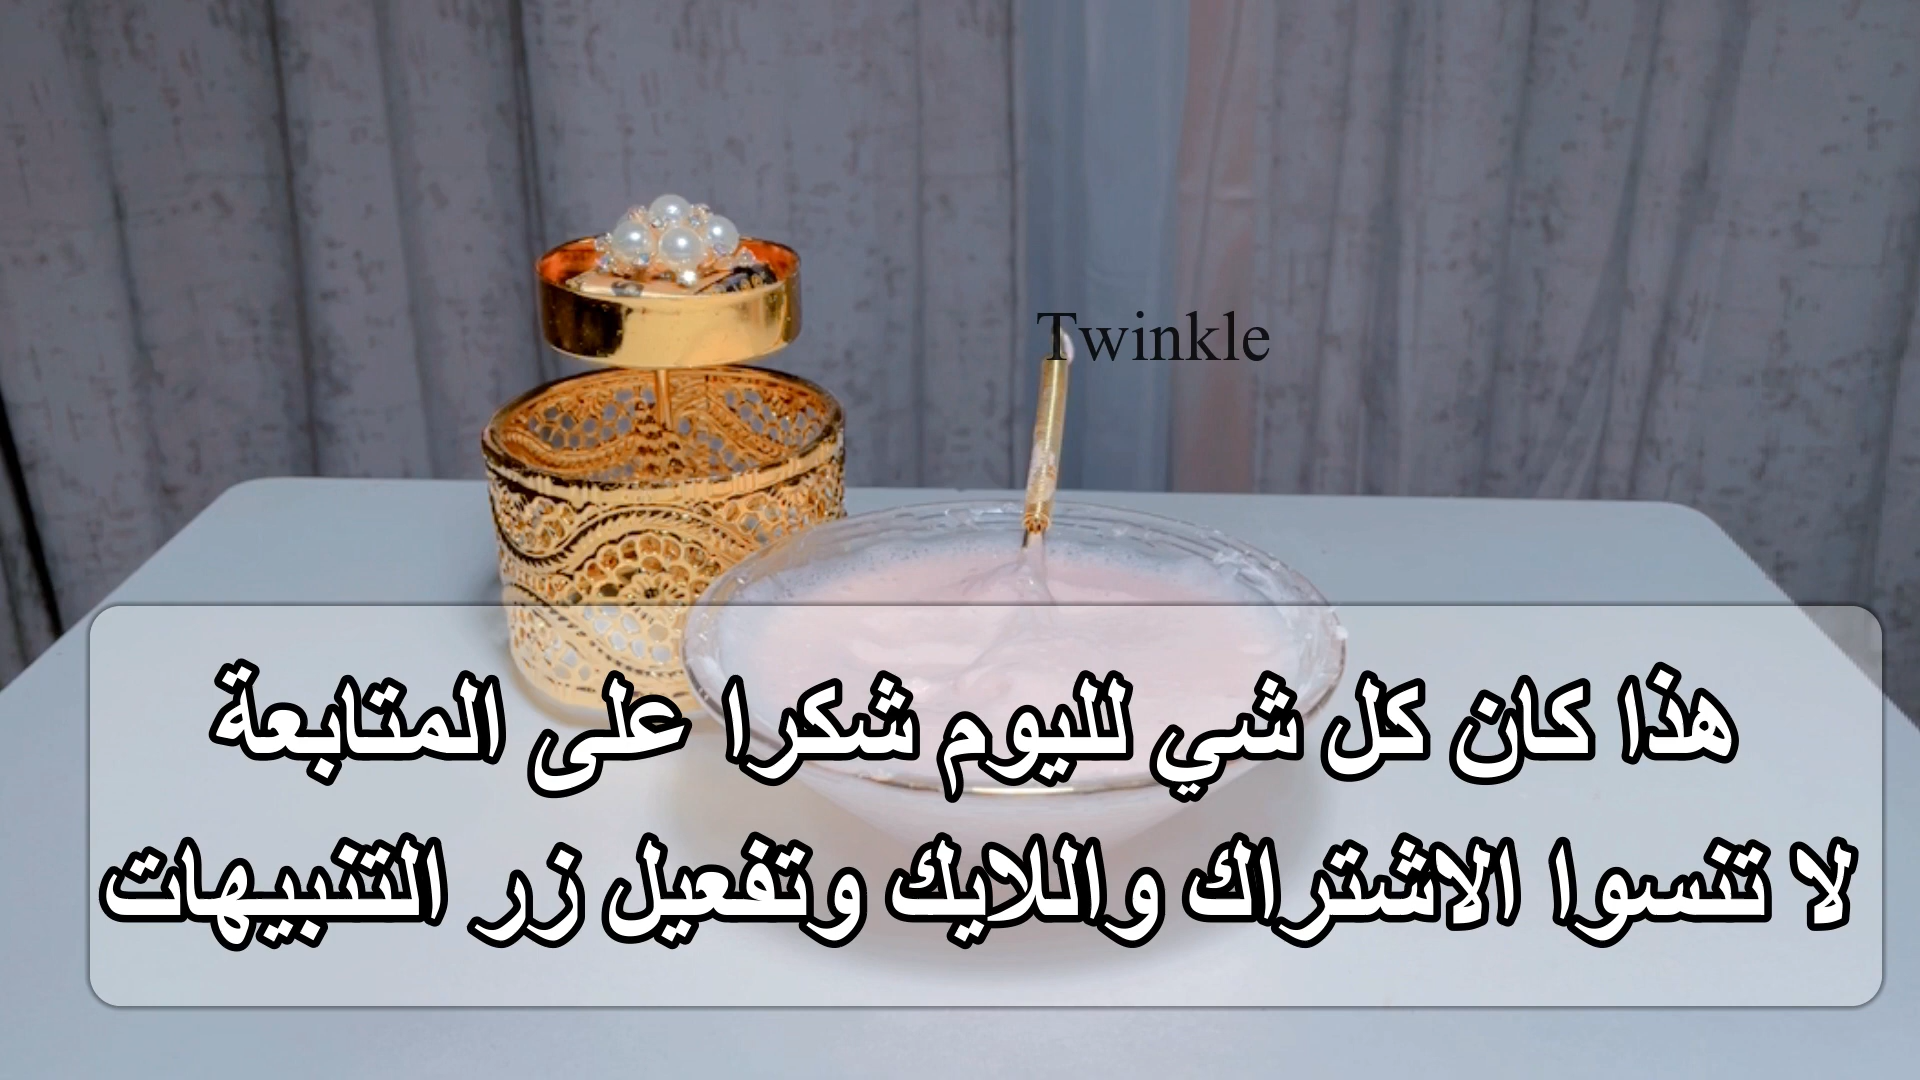 Twinkle
هذا كان كل شي لليوم شكرا على المتابعة
لا تنسوا الاشتراك واللايك وتفعيل زر التنبيهات